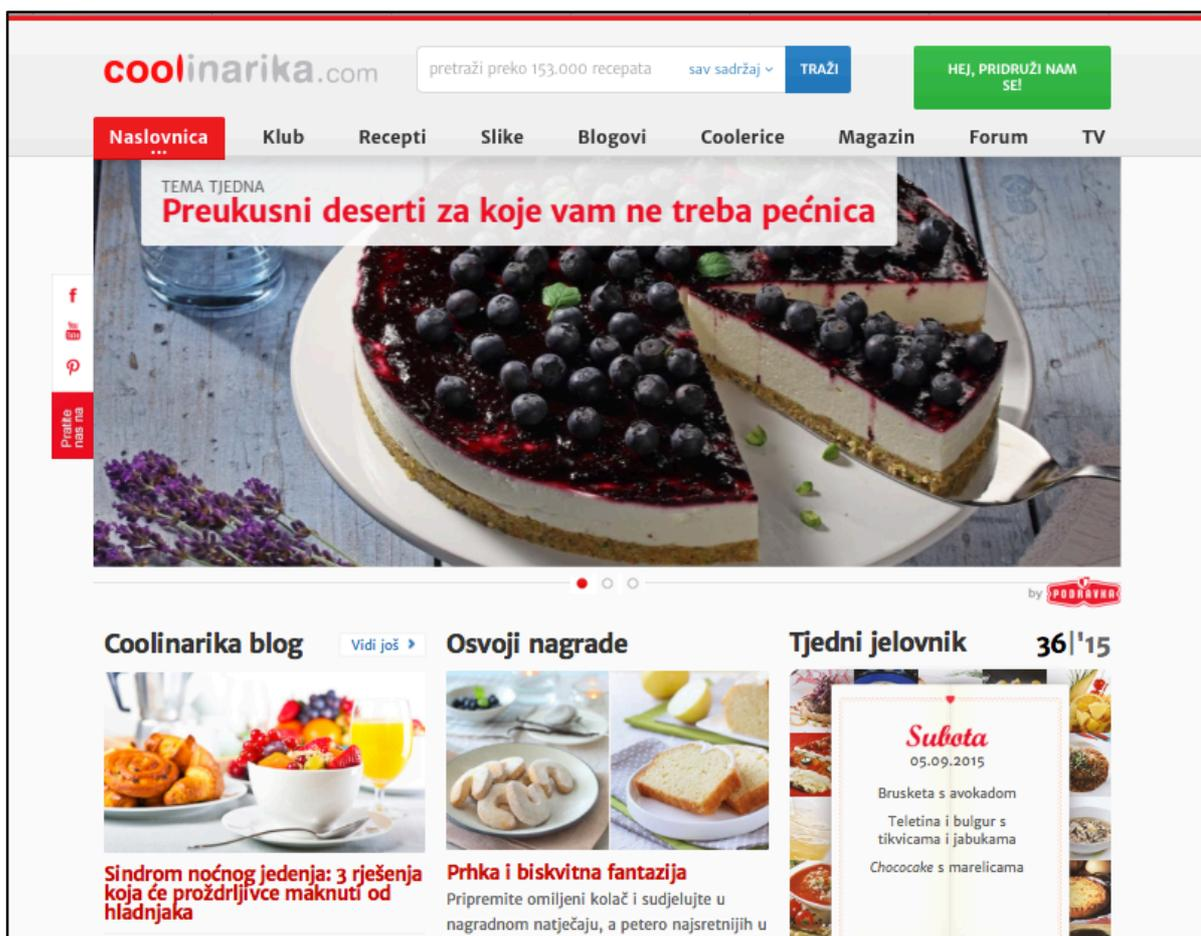 coolinarika.com
pretraži preko 153.000 recepata
sav sadržaj
TRAŽI
HEJ, PRIDRUŽI NAM
SE!
Naslovnica
Klub
Recepti
Slike
Blogovi
Coolerice
Magazin
Forum
TV
TEMA TJEDNA
Preukusni deserti za koje vam ne treba pećnica
f
You
Tube
Pratite
nas na
by PODRAVKA
Coolinarika blog
Vidi još
Sindrom noćnog jedenja: 3 rješenja
koja će proždrljivce maknuti od
hladnjaka
Osvoji nagrade
Prhka i biskvitna fantazija
Pripremite omiljeni kolač i sudjelujte u
nagradnom natječaju, a petero najsretnijih u
Tjedni jelovnik
36|'15
Subota
05.09.2015
Brusketa s avokadom
Teletina i bulgur s
tikvicama i jabukama
Chococake s marelicama